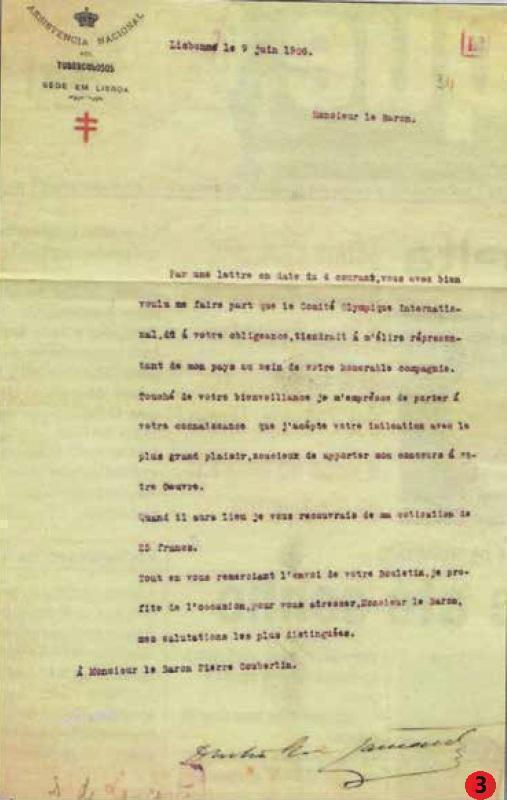 ASSISTENCIA NACIONAL
AOS
TUBERCULOSOS
SÉDE EM LISBOA
Lisbonne le 9 juin 1906.
Monsieur le Baron.
Par une lettre en date du 4 courant,vous avez bien
voulu me faire part que le Comité Olympique Internatio-
nal,dû á votre obligeance,tiendrait á m'élire réprésen-
tant de mon pays au sein de votre honorable compagnie.
Touché de votre bienveillance je m'emprésse de porter á
votre connaissance que j'acépte votre indication avec le
plus grand plaisir,soucieux de apporter mon concours á vo-
tre Oeuvre.
Quand il aura lieu je vous recouvrais de ma cotisation de
25 francs.
Tout en vous remerciant l'envoi de votre Bouletin,je pro-
fite de l'occasion,pour vous adresser,Monsieur le Baron,
mes salutations les plus distinguées.
Á Monsieur le Baron Pierre Coubertin.
3